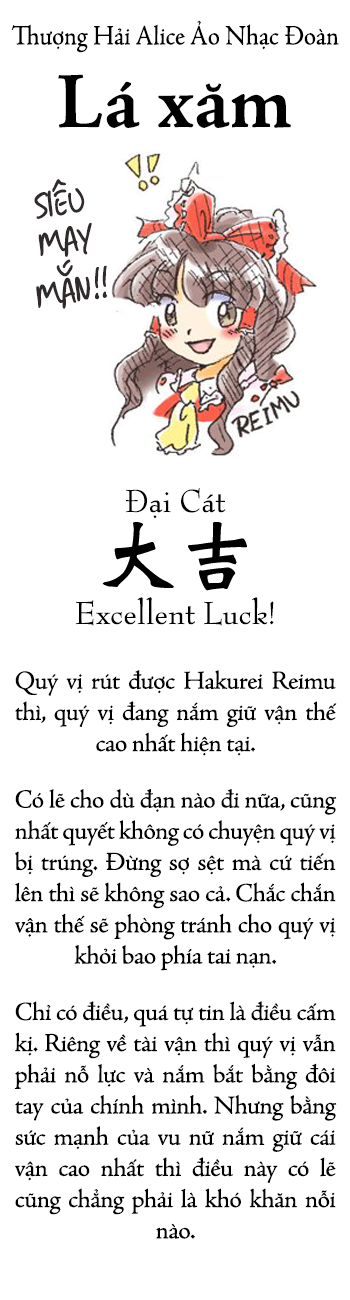 Thượng Hải Alice Ảo Nhạc Đoàn
Lá xăm
SIÊU
MAY
MẮN!!
!!
REIMU
Đại Cát
大吉
Excellent Luck!
Quý vị rút được Hakurei Reimu
thì, quý vị đang nắm giữ vận thế
cao nhất hiện tại.
Có lẽ cho dù đạn nào đi nữa, cũng
nhất quyết không có chuyện quý vị
bị trúng. Đừng sợ sệt mà cứ tiến
lên thì sẽ không sao cả. Chắc chắn
vận thế sẽ phòng tránh cho quý vị
khỏi bao phía tai nạn.
Chỉ có điều, quá tự tin là điều cấm
kị. Riêng về tài vận thì quý vị vẫn
phải nỗ lực và nắm bắt bằng đôi
tay của chính mình. Nhưng bằng
sức mạnh của vu nữ nắm giữ cái
vận cao nhất thì điều này có lẽ
cũng chẳng phải là khó khăn nỗi
nào.